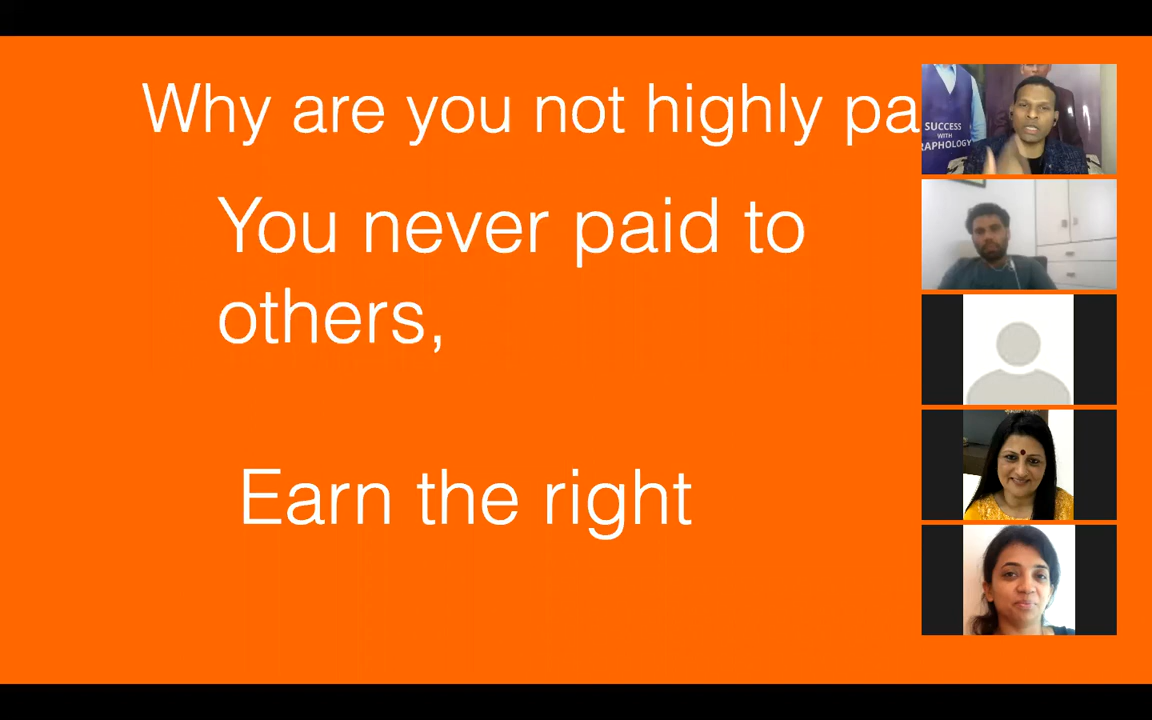 Why are you not highly pa
You never paid to
others,
Earn the right
SUCCESS
WITH
RAPHOLOGY